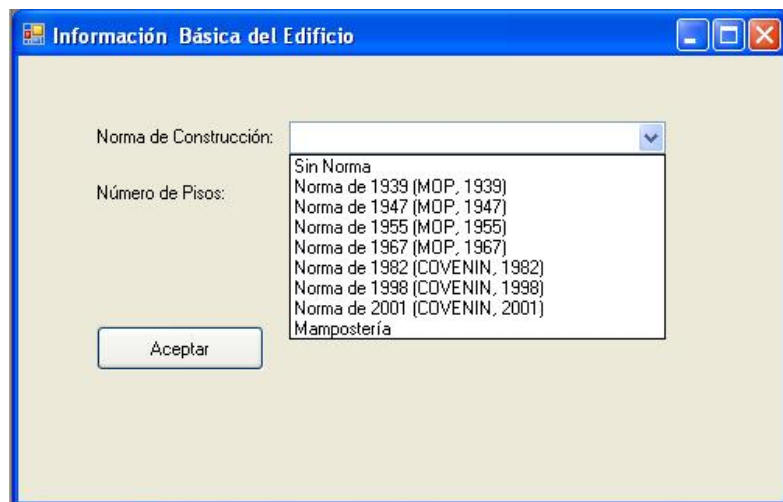 Información  Básica del Edificio
Norma de Construcción:
Sin Norma
Norma de 1939 (MOP, 1939)
Número de Pisos:
Norma de 1947 (MOP, 1947)
Norma de 1955 (MOP, 1955)
Norma de 1967 (MOP, 1967)
Norma de 1982 (COVENIN, 1982)
Norma de 1998 (COVENIN, 1998)
Norma de 2001 (COVENIN, 2001)
Mampostería
Aceptar